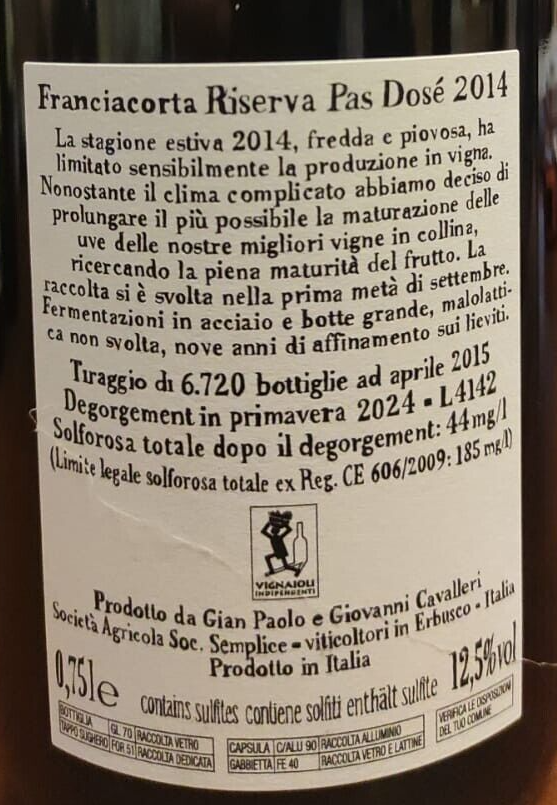 Franciacorta Riserva Pas Dosé 2014
La stagione estiva 2014, fredda e piovosa, ha
limitato sensibilmente la produzione in vigna.
Nonostante il clima complicato abbiamo deciso di
prolungare il più possibile la maturazione delle
uve delle nostre migliori vigne in collina,
ricercando la piena maturità del frutto. La
raccolta si è svolta nella prima metà di settembre.
Fermentazioni in acciaio e botte grande, malolatti-
ca non svolta, nove anni di affinamento sui lieviti.
Tiraggio di 6.720 bottiglie ad aprile 2015
Degorgement in primavera 2024 - L4142
Solforosa totale dopo il degorgement: 44 mg/l
(Limite legale solforosa totale ex Reg. CE 606/2009: 185 mg/l)
VIGNAIOLI
INDIPENDENTI
Prodotto da Gian Paolo e Giovanni Cavalleri
Società Agricola Soc. Semplice - viticoltori in Erbusco - Italia
Prodotto in Italia
0,75l e contains sulfites contiene solfiti enthält sulfite 12,5%vol
BOTTIGLIA GL 70 RACCOLTA VETRO
TAPPO SUGHERO FOR 51 RACCOLTA DEDICATA
CAPSULA C/ALU 90 RACCOLTA ALLUMINIO
GABBIETTA FE 40 RACCOLTA VETRO E LATTINE
VERIFICA LE DISPOSIZIONI
DEL TUO COMUNE